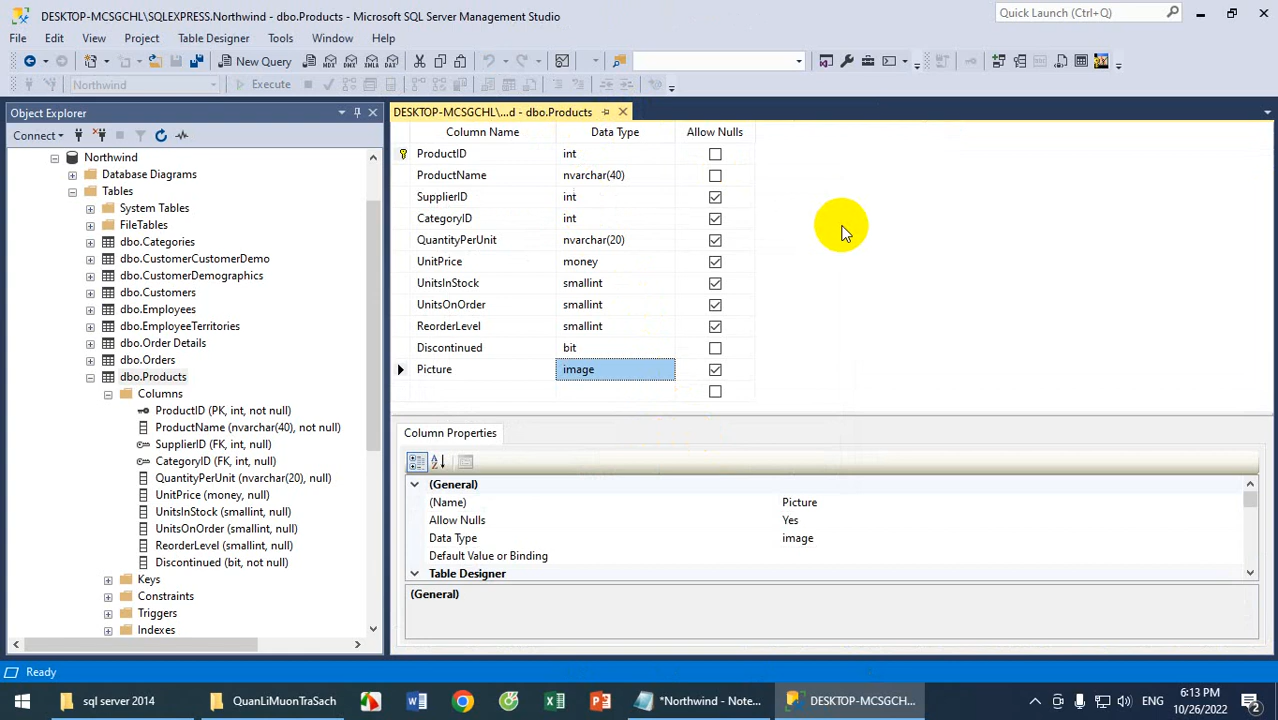 DESKTOP-MCSGCHL\SQLEXPRESS.Northwind - dbo.Products - Microsoft SQL Server Management Studio
Quick Launch (Ctrl+Q)
File Edit View Project Table Designer Tools Window Help
New Query MDX DMX XMLA DAX
Northwind Execute
Object Explorer
DESKTOP-MCSGCHL\...d - dbo.Products
Connect
Column Name Data Type Allow Nulls
ProductID int
ProductName nvarchar(40)
SupplierID int
CategoryID int
QuantityPerUnit nvarchar(20)
UnitPrice money
UnitsInStock smallint
UnitsOnOrder smallint
ReorderLevel smallint
Discontinued bit
Picture image
Northwind
Database Diagrams
Tables
System Tables
FileTables
dbo.Categories
dbo.CustomerCustomerDemo
dbo.CustomerDemographics
dbo.Customers
dbo.Employees
dbo.EmployeeTerritories
dbo.Order Details
dbo.Orders
dbo.Products
Columns
ProductID (PK, int, not null)
ProductName (nvarchar(40), not null)
SupplierID (FK, int, null)
CategoryID (FK, int, null)
QuantityPerUnit (nvarchar(20), null)
UnitPrice (money, null)
UnitsInStock (smallint, null)
UnitsOnOrder (smallint, null)
ReorderLevel (smallint, null)
Discontinued (bit, not null)
Keys
Constraints
Triggers
Indexes
Column Properties
(General)
(Name) Picture
Allow Nulls Yes
Data Type image
Default Value or Binding
Table Designer
(General)
Ready
sql server 2014
QuanLiMuonTraSach
*Northwind - Note...
DESKTOP-MCSGCH...
ENG
6:13 PM
10/26/2022
2